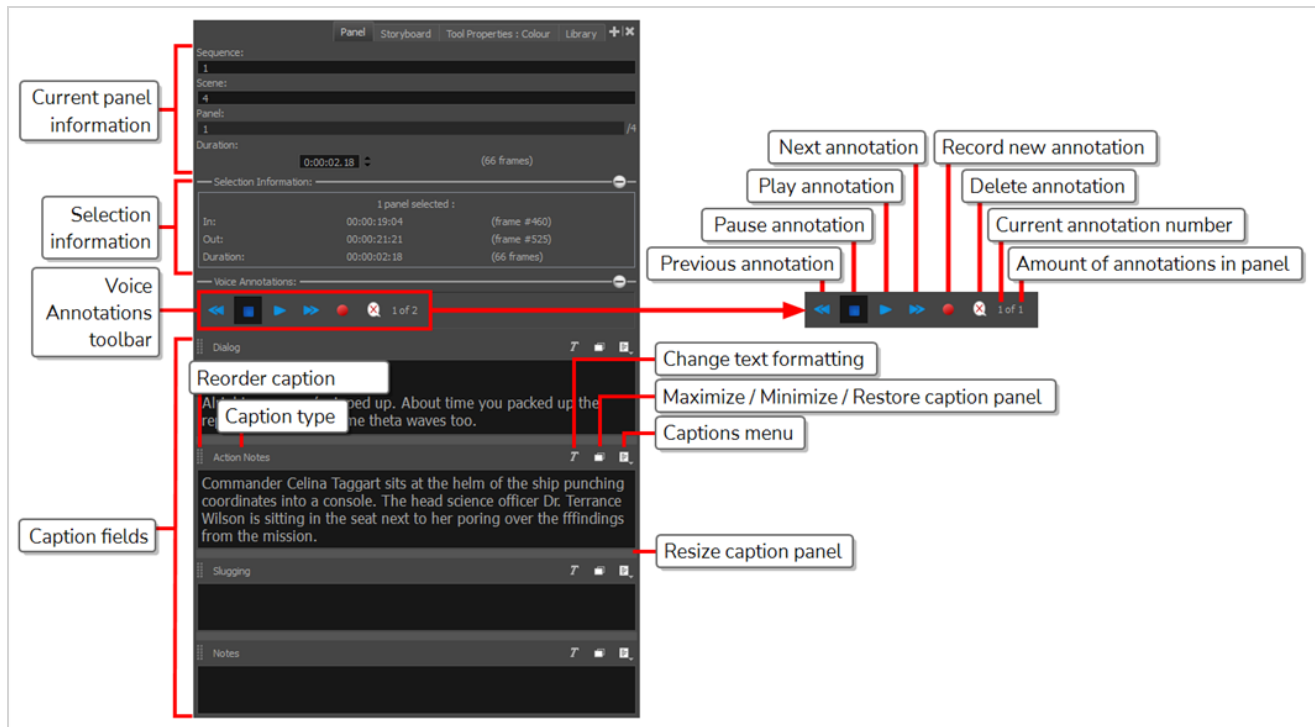 Panel Storyboard Tool Properties : Colour Library
Sequence:
1
Scene:
4
Panel:
1 /4
Duration:
0:00:02.18 (66 frames)
Selection Information:
1 panel selected :
In: 00:00:19:04 (frame #460)
Out: 00:00:21:21 (frame #525)
Duration: 00:00:02:18 (66 frames)
Voice Annotations:
1 of 2
Dialog
up. About time you packed up the
me theta waves too.
Action Notes
Commander Celina Taggart sits at the helm of the ship punching
coordinates into a console. The head science officer Dr. Terrance
Wilson is sitting in the seat next to her poring over the fffindings
from the mission.
Slugging
Notes
Current panel
information
Selection
information
Voice
Annotations
toolbar
Caption fields
Reorder caption
Caption type
Next annotation
Record new annotation
Play annotation
Delete annotation
Pause annotation
Current annotation number
Previous annotation
Amount of annotations in panel
1 of 1
Change text formatting
Maximize / Minimize / Restore caption panel
Captions menu
Resize caption panel